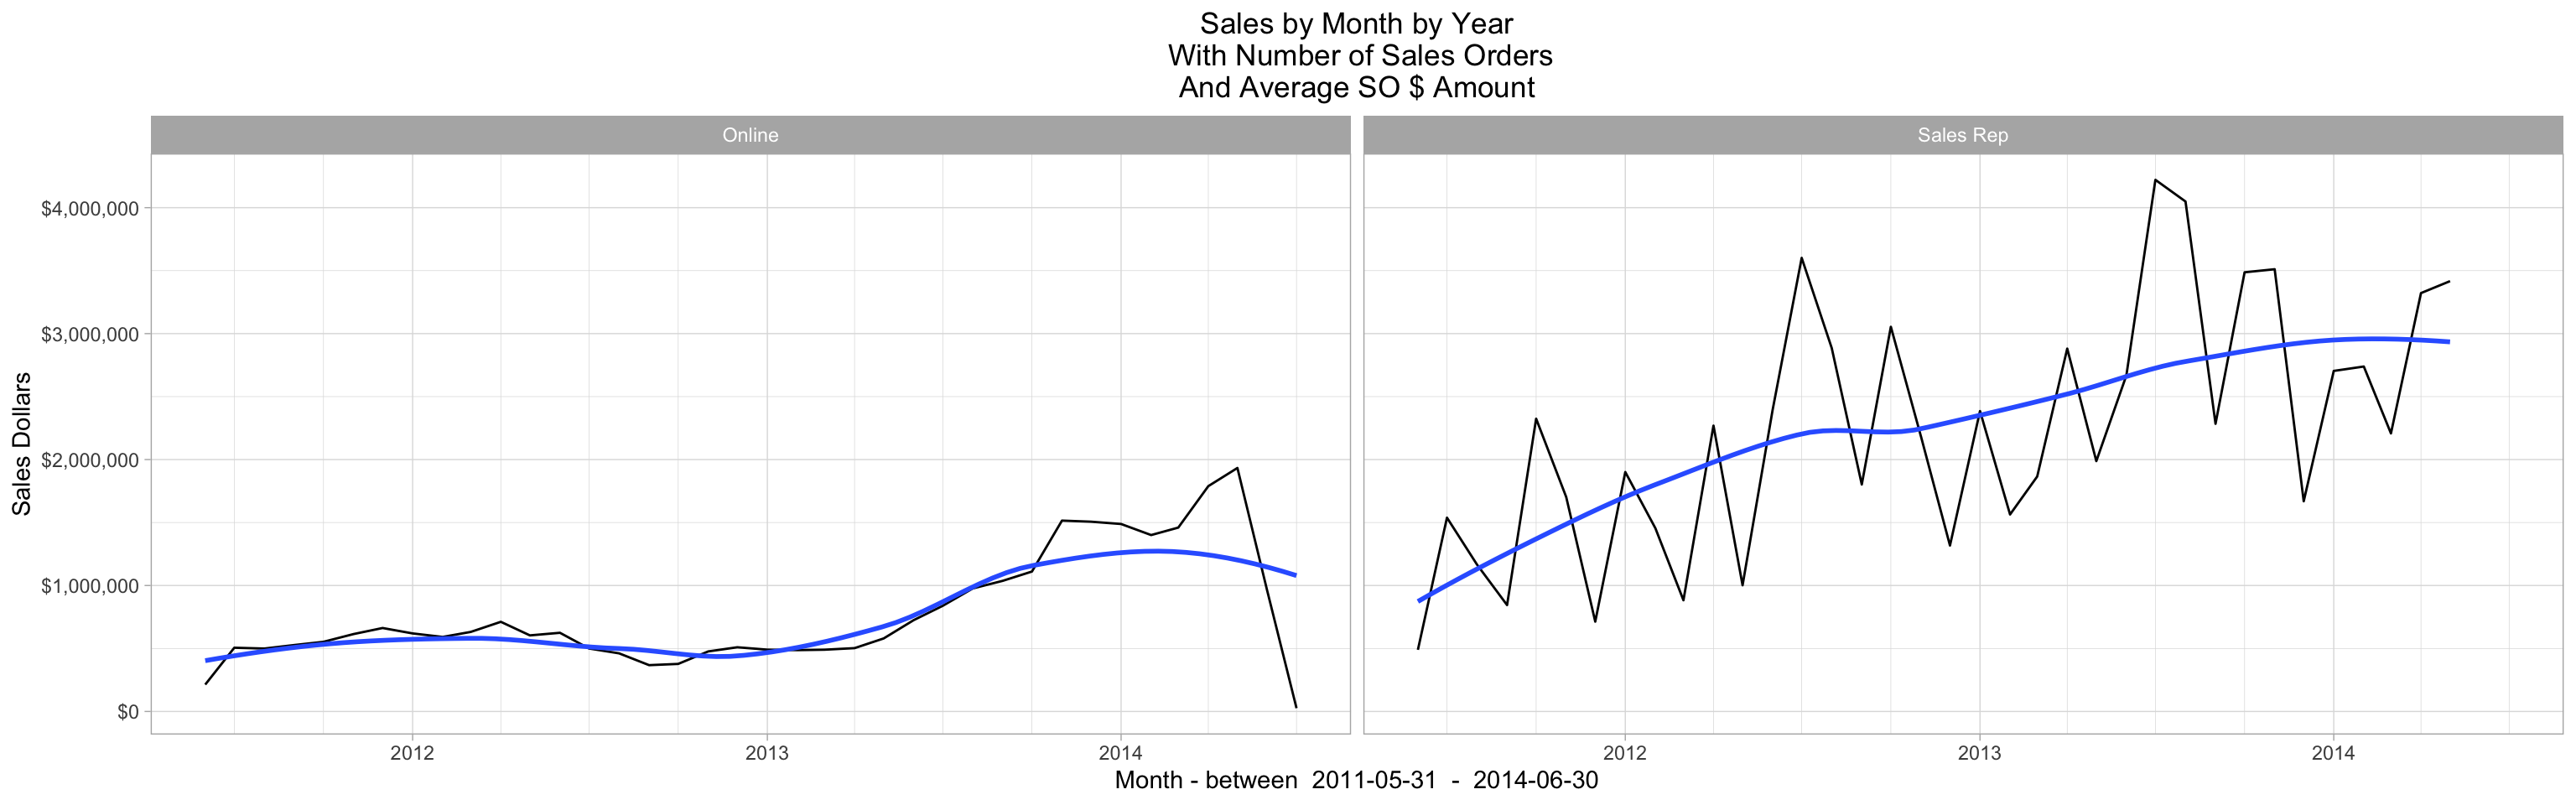 Sales by Month by Year
With Number of Sales Orders
And Average SO $ Amount
Online
Sales Rep
Sales Dollars
$4,000,000
$3,000,000
$2,000,000
$1,000,000
$0
2012
2013
2014
2012
2013
2014
Month - between  2011-05-31  -  2014-06-30